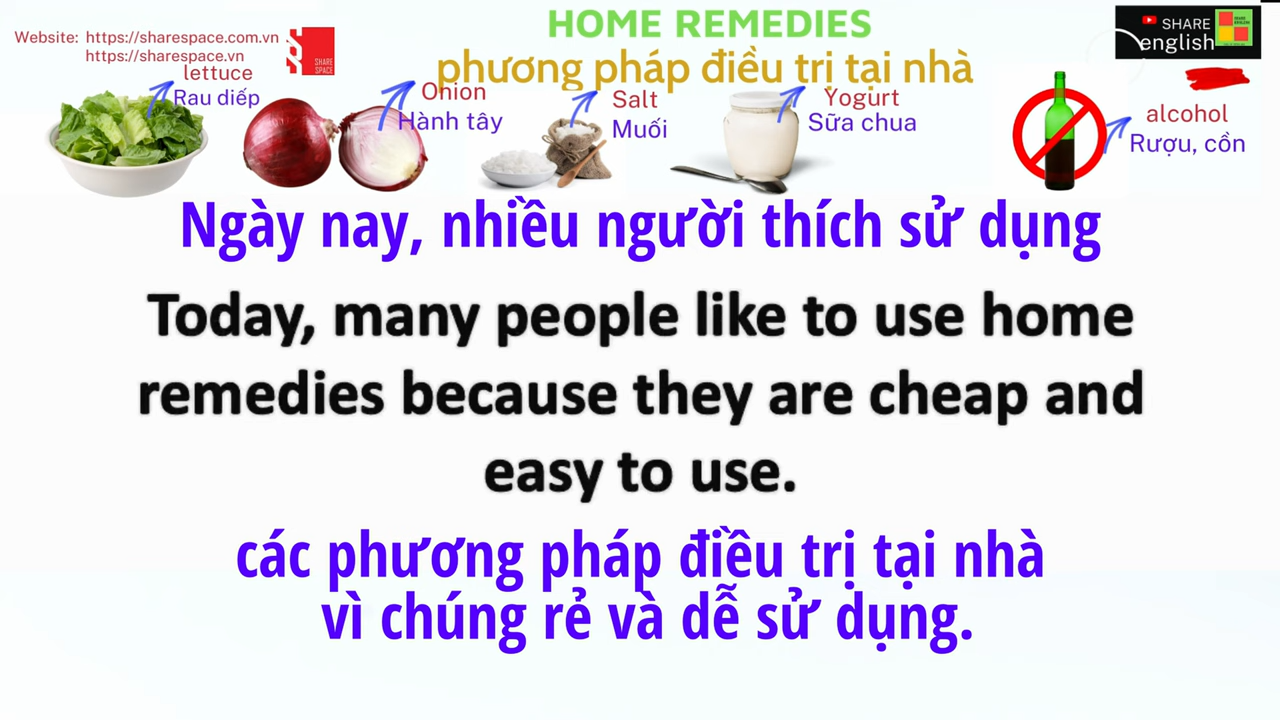 HOME REMEDIES
phương pháp điều trị tại nhà
Website: https://sharespace.com.vn
https://sharespace.vn
SHARE
SPACE
SHARE
english
lettuce
Rau diếp
Onion
Hành tây
Salt
Muối
Yogurt
Sữa chua
alcohol
Rượu, cồn
Ngày nay, nhiều người thích sử dụng
Today, many people like to use home
remedies because they are cheap and
easy to use.
các phương pháp điều trị tại nhà
vì chúng rẻ và dễ sử dụng.